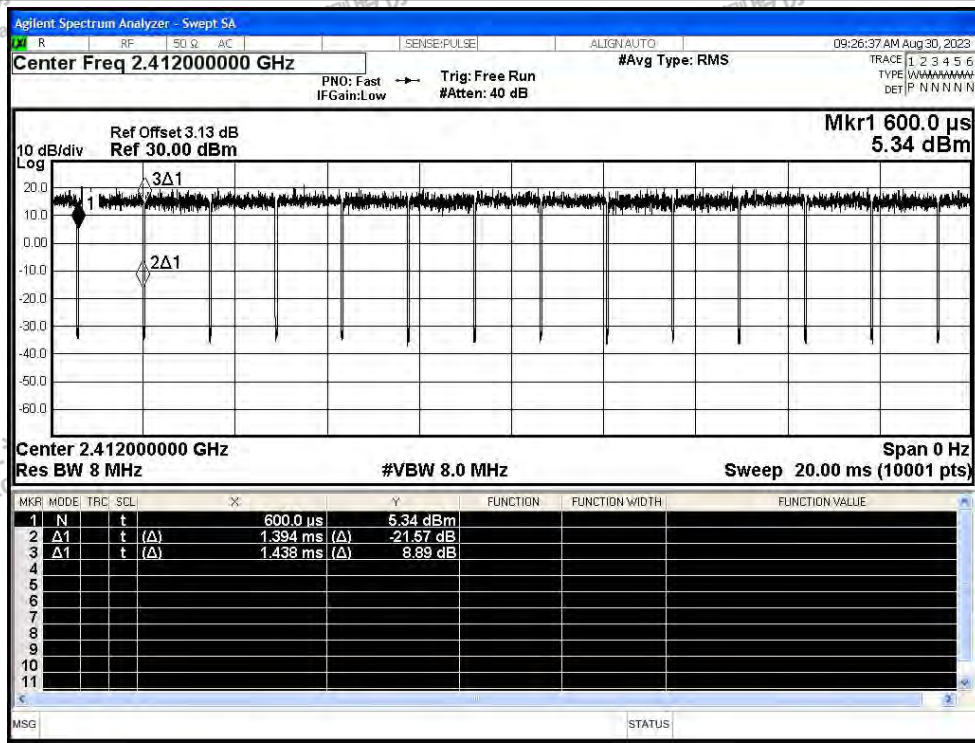 Agilent Spectrum Analyzer - Swept SA
R RF 50 Ω AC SENSE:PULSE ALIGNAUTO 09:26:37 AM Aug 30, 2023
Center Freq 2.412000000 GHz
#Avg Type: RMS
TRACE 1 2 3 4 5 6
TYPE WWWWWW
DET P N N N N N
PNO: Fast Trig: Free Run
IFGain:Low #Atten: 40 dB
Mkr1 600.0 µs
5.34 dBm
Ref Offset 3.13 dB
10 dB/div Ref 30.00 dBm
Log
3Δ1
20.0
1
10.0
0.00
2Δ1
-10.0
-20.0
-30.0
-40.0
-50.0
-60.0
Center 2.412000000 GHz Span 0 Hz
Res BW 8 MHz #VBW 8.0 MHz Sweep 20.00 ms (10001 pts)
MKR MODE TRC SCL X Y FUNCTION FUNCTION WIDTH FUNCTION VALUE
1 N t 600.0 µs 5.34 dBm
2 Δ1 t (Δ) 1.394 ms (Δ) -21.57 dB
3 Δ1 t (Δ) 1.438 ms (Δ) 8.89 dB
4
5
6
7
8
9
10
11
MSG STATUS